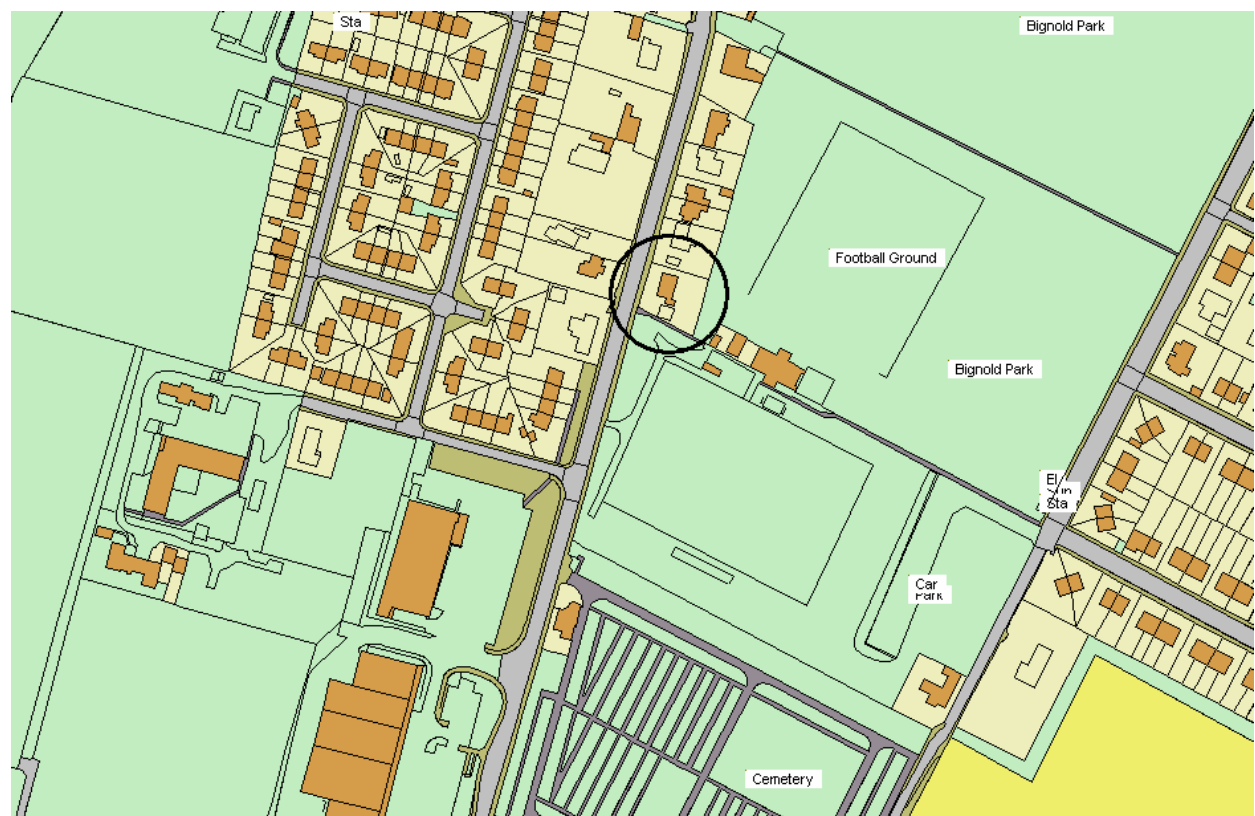 Sta
Bignold Park
Football Ground
Bignold Park
El
Sub
Sta
Car
Park
Cemetery